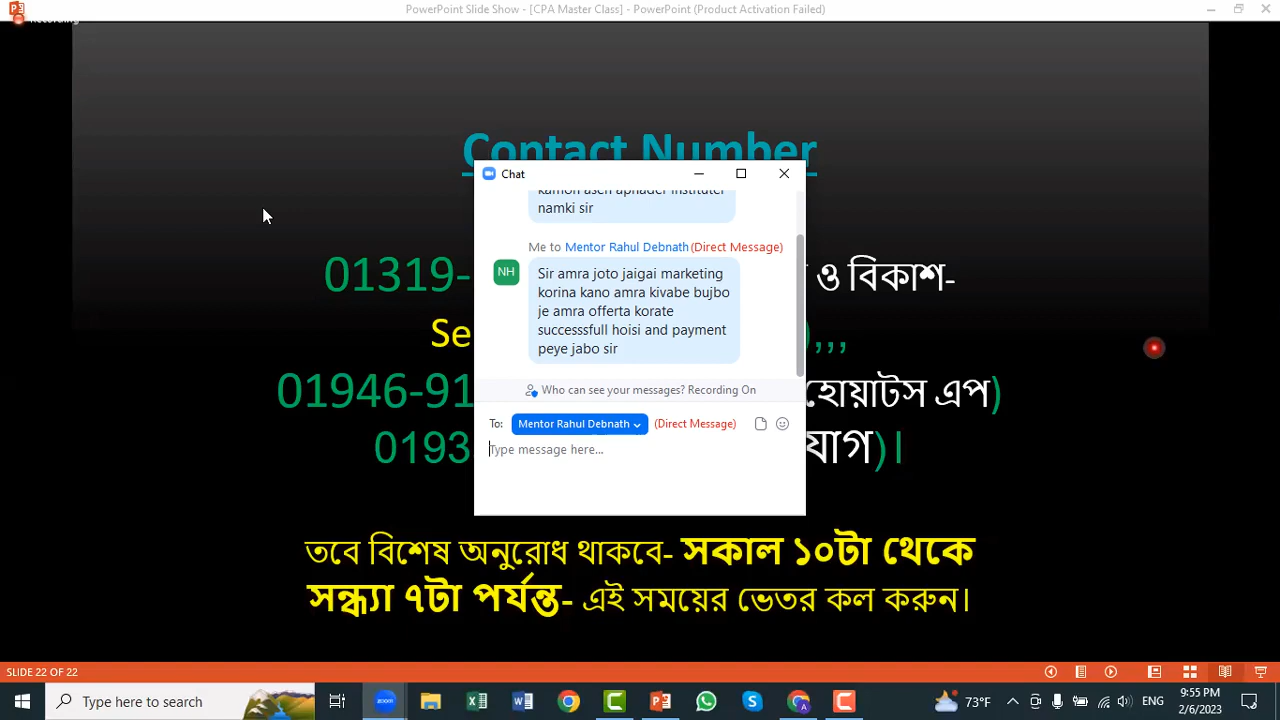 PowerPoint Slide Show - [CPA Master Class] - PowerPoint (Product Activation Failed)
Recording
Contact Number
Chat
kamon asen apnader instituter
namki sir
Me to Mentor Rahul Debnath(Direct Message)
NH
Sir amra joto jaigai marketing
korina kano amra kivabe bujbo
je amra offerta korate
successsfull hoisi and payment
peye jabo sir
Who can see your messages? Recording On
To: Mentor Rahul Debnath (Direct Message)
Type message here...
01319- ও বিকাশ-
Se ),,,
01946-91 হোয়াটস এপ)
0193 )।
তবে বিশেষ অনুরোধ থাকবে- সকাল ১০টা থেকে
সন্ধ্যা ৭টা পর্যন্ত- এই সময়ের ভেতর কল করুন।
SLIDE 22 OF 22
Type here to search
zoom
73°F
ENG
9:55 PM
2/6/2023